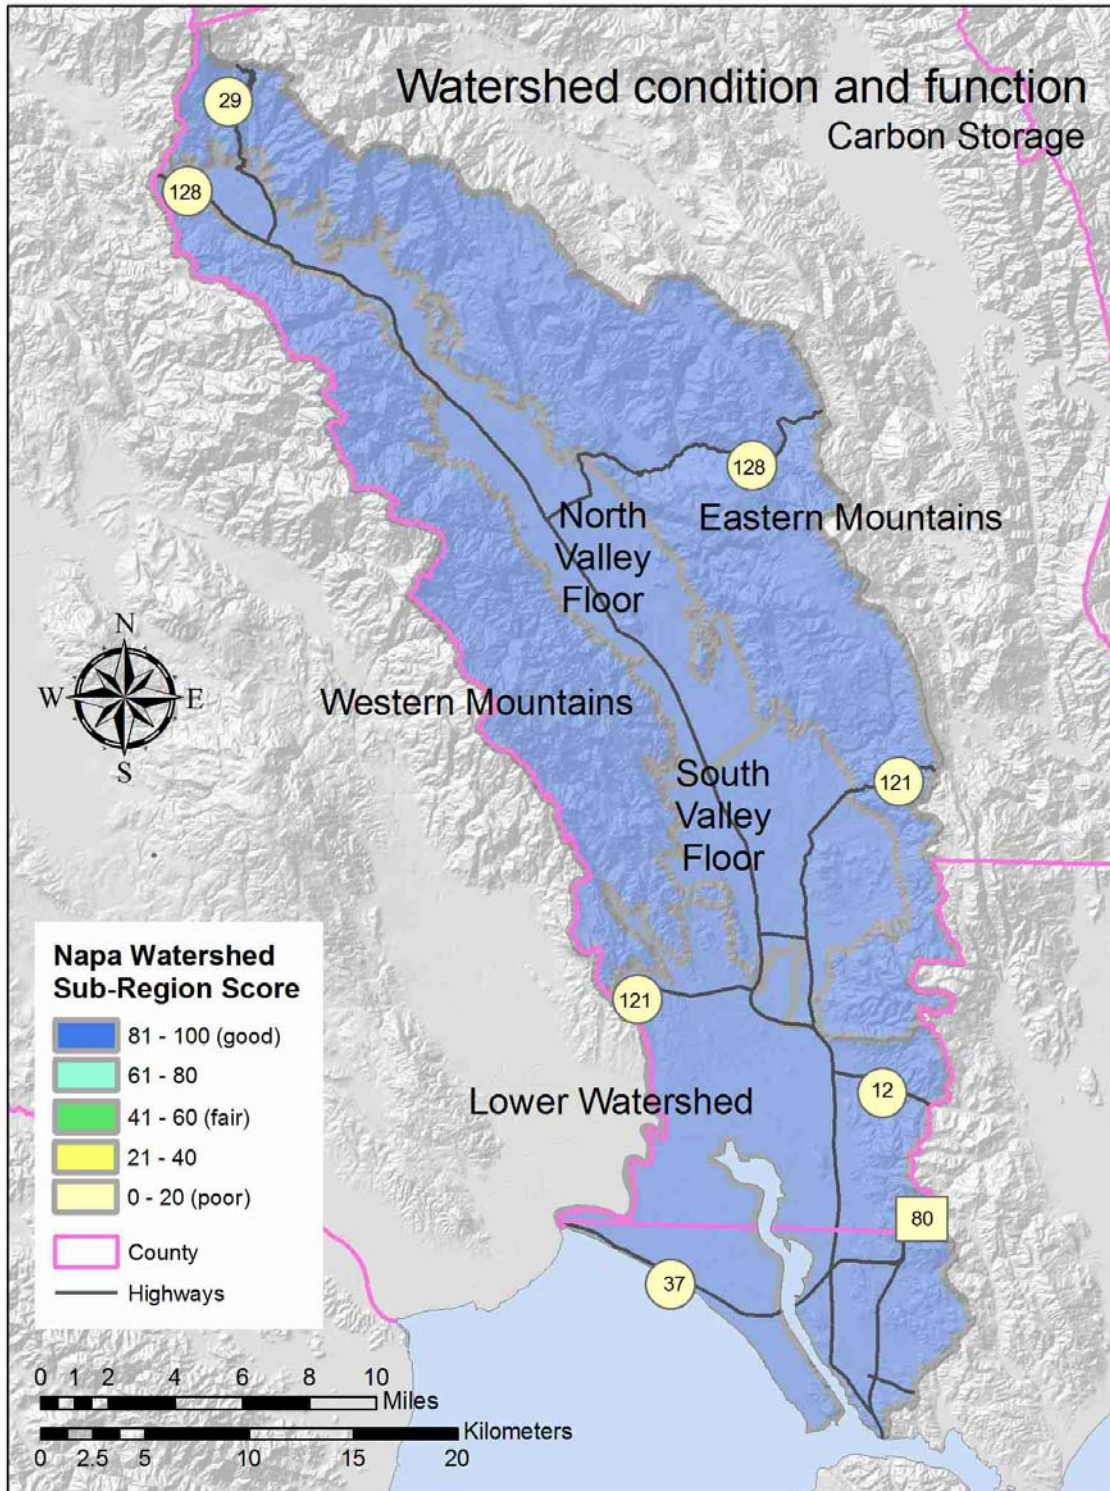 Watershed condition and function
Carbon Storage
29
128
128
North
Valley
Floor
Eastern Mountains
N
W
E
S
Western Mountains
South
Valley
Floor
121
121
12
Lower Watershed
80
37
Napa Watershed
Sub-Region Score
81 - 100 (good)
61 - 80
41 - 60 (fair)
21 - 40
0 - 20 (poor)
County
Highways
0 1 2 4 6 8 10
Miles
Kilometers
0 2.5 5 10 15 20